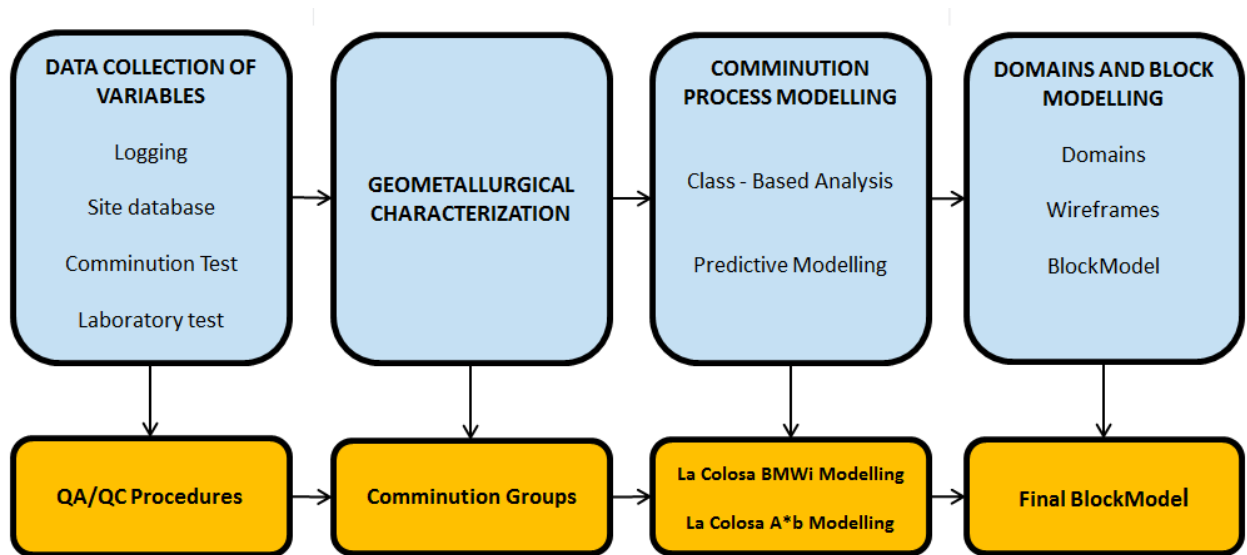 DATA COLLECTION OF
VARIABLES
Logging
Site database
Comminution Test
Laboratory test
GEOMETALLURGICAL
CHARACTERIZATION
COMMINUTION
PROCESS MODELLING
Class - Based Analysis
Predictive Modelling
DOMAINS AND BLOCK
MODELLING
Domains
Wireframes
BlockModel
QA/QC Procedures
Comminution Groups
La Colosa BMWi Modelling
La Colosa A*b Modelling
Final BlockModel